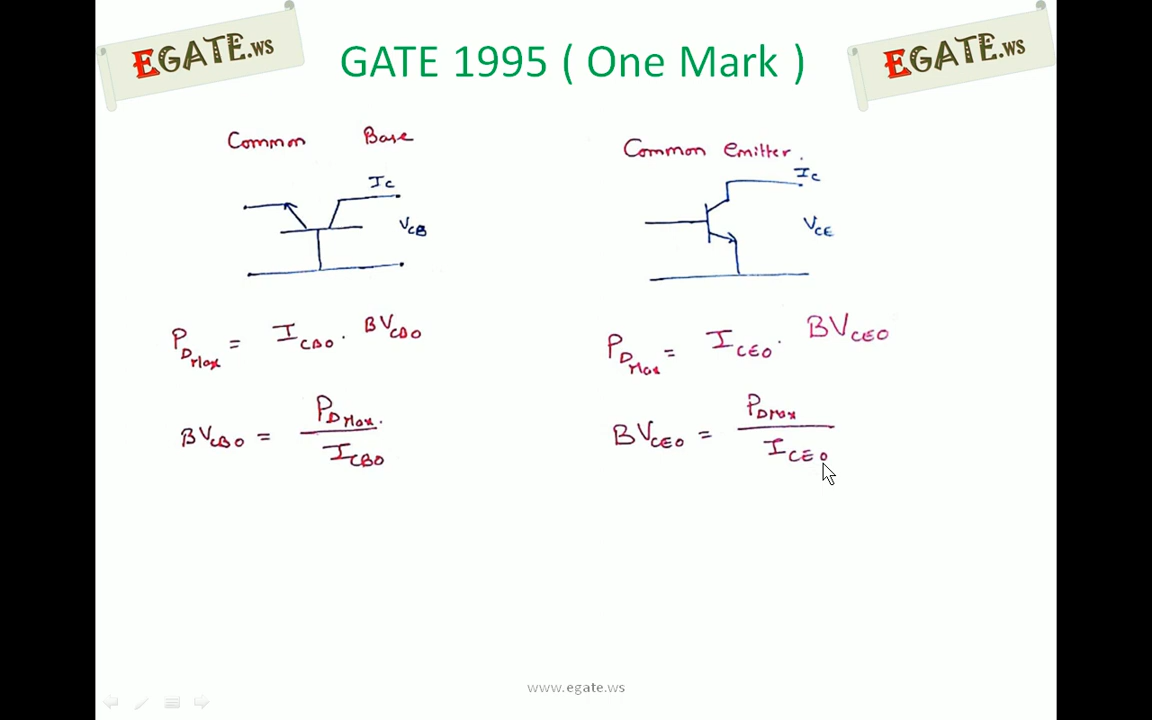 EGATE.ws
GATE 1995 ( One Mark )
EGATE.ws
Common Base
Common emitter.
Ic
VCB
Ic
VCE
PDMax = ICBO . BVCBO
PDMax = ICEO . BVCEO
BVCBO = PDMax. / ICBO
BVCEO = PDMax / ICEO
www.egate.ws